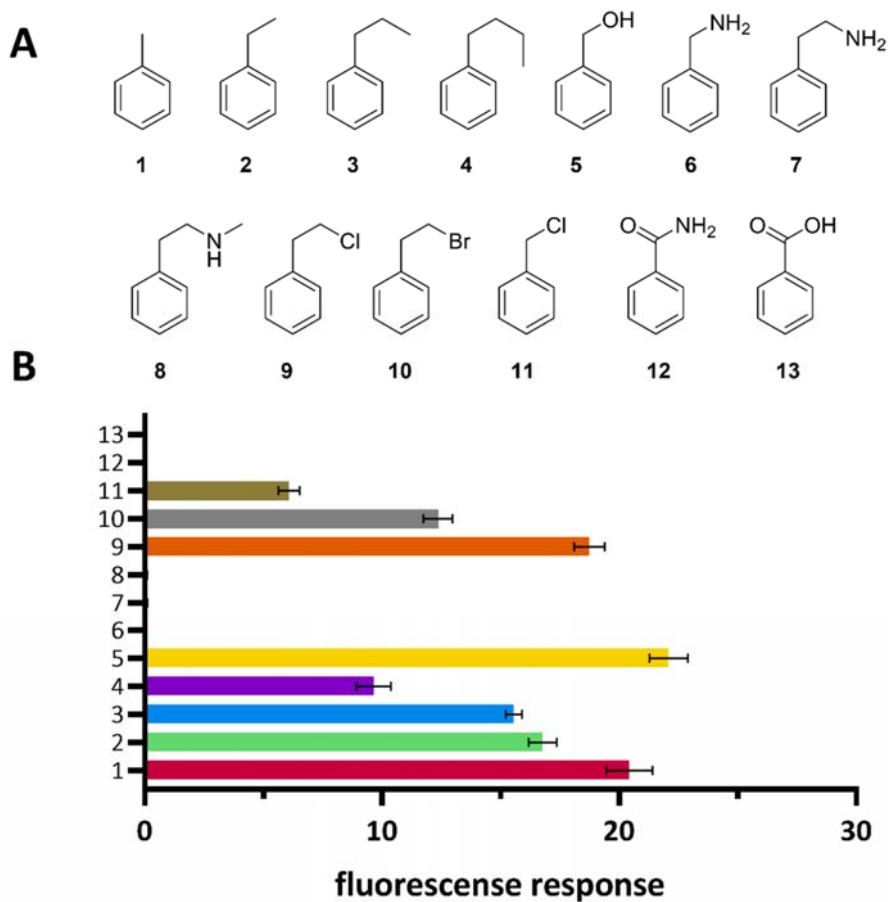 A
OH
NH2
NH2
1 2 3 4 5 6 7
N
H
Cl
Br
Cl
O NH2
O OH
8 9 10 11 12 13
B
13
12
11
10
9
8
7
6
5
4
3
2
1
0 10 20 30
fluorescense response